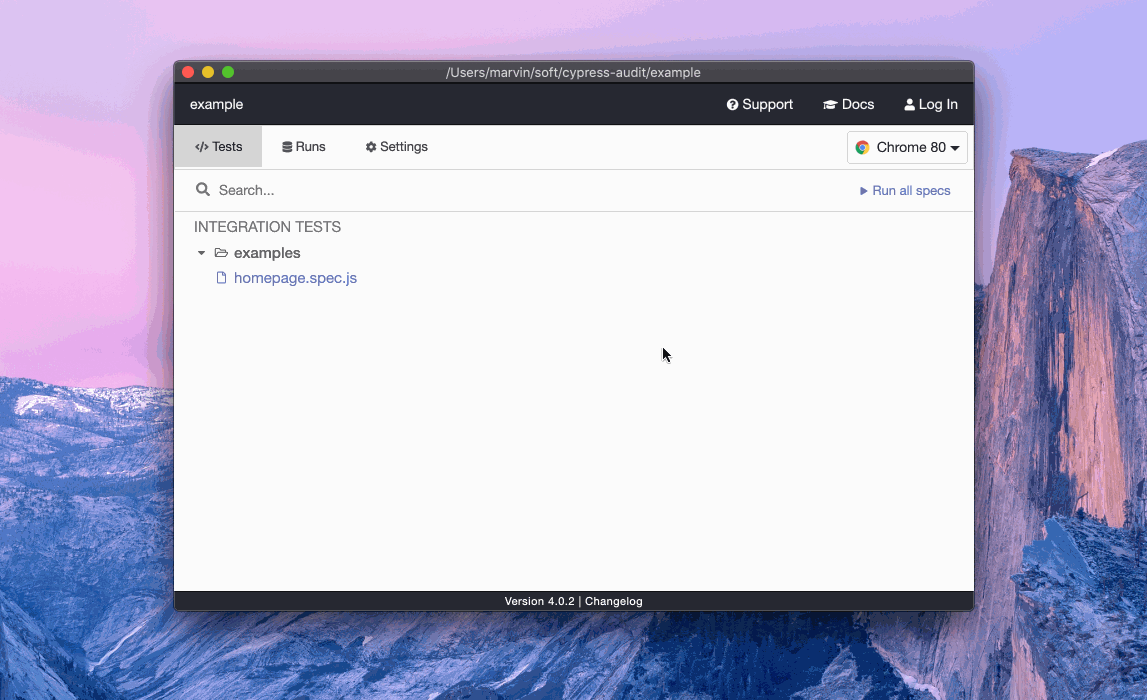 /Users/marvin/soft/cypress-audit/example
example Support Docs Log In
</> Tests Runs Settings Chrome 80
Search... Run all specs
INTEGRATION TESTS
examples
homepage.spec.js
Version 4.0.2 | Changelog